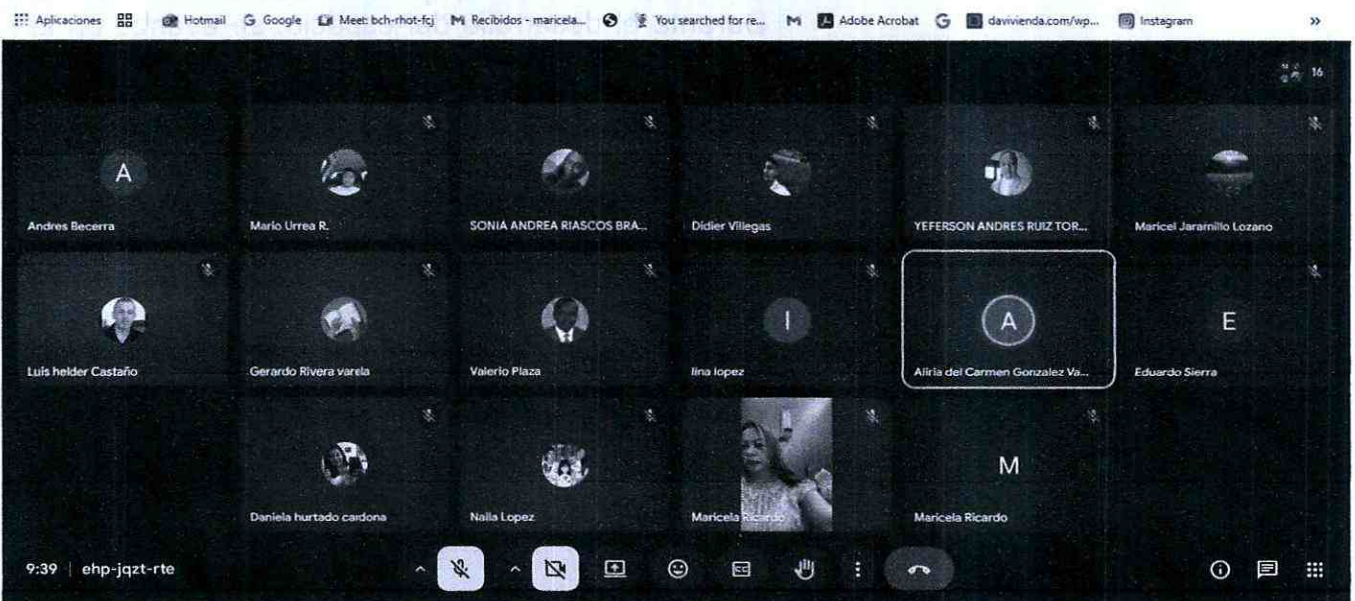 Aplicaciones Hotmail Google Meet: bch-rhot-fcj Recibidos - maricela... You searched for re... Adobe Acrobat davivienda.com/wp... Instagram »
16
A
Andres Becerra Mario Urrea R. SONIA ANDREA RIASCOS BRA... Didier Villegas YEFERSON ANDRES RUIZ TOR... Maricel Jaramillo Lozano
I A E
Luis helder Castaño Gerardo Rivera varela Valerio Plaza lina lopez Aliria del Carmen Gonzalez Va... Eduardo Sierra
M
Daniela hurtado cardona Naila Lopez Maricela Ricardo Maricela Ricardo
9:39 | ehp-jqzt-rte CC